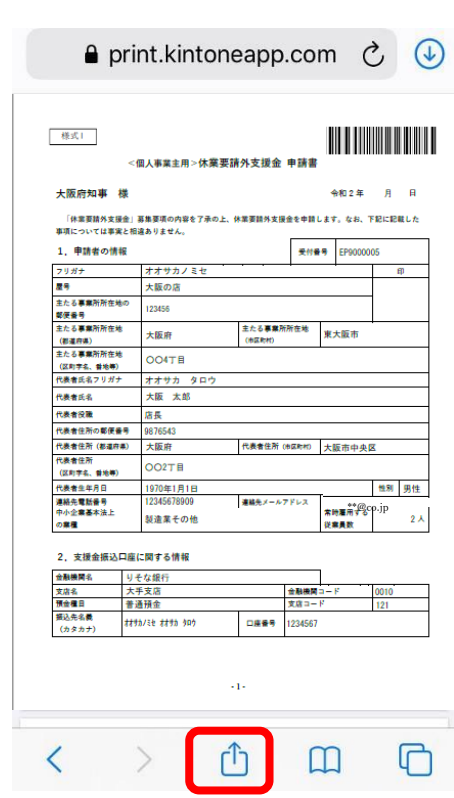 print.kintoneapp.com
様式1
<個人事業主用>休業要請外支援金 申請書
大阪府知事 様
令和2年 月 日
「休業要請外支援金」募集要項の内容を了承の上、休業要請外支援金を申請します。なお、下記に記載した
事項については事実と相違ありません。
1. 申請者の情報
受付番号 EP9000005
フリガナ オオサカノミセ 印
屋号 大阪の店
主たる事業所所在地の
郵便番号 123456
主たる事業所所在地
(都道府県) 大阪府 主たる事業所所在地
(市区町村) 東大阪市
主たる事業所所在地
(区町字名、番地等) 〇〇4丁目
代表者氏名フリガナ オオサカ タロウ
代表者氏名 大阪 太郎
代表者役職 店長
代表者住所の郵便番号 9876543
代表者住所(都道府県) 大阪府 代表者住所(市区町村) 大阪市中央区
代表者住所
(区町字名、番地等) 〇〇2丁目
代表者生年月日 1970年1月1日 性別 男性
連絡先電話番号 12345678909 連絡先メールアドレス **@co.jp
中小企業基本法上
の業種 製造業その他 常時雇用する
従業員数 2 人
2. 支援金振込口座に関する情報
金融機関名 りそな銀行
支店名 大手支店 金融機関コード 0010
預金種目 普通預金 支店コード 121
振込先名義
(カタカナ) オオサカノミセ オオサカ タロウ 口座番号 1234567
-1-